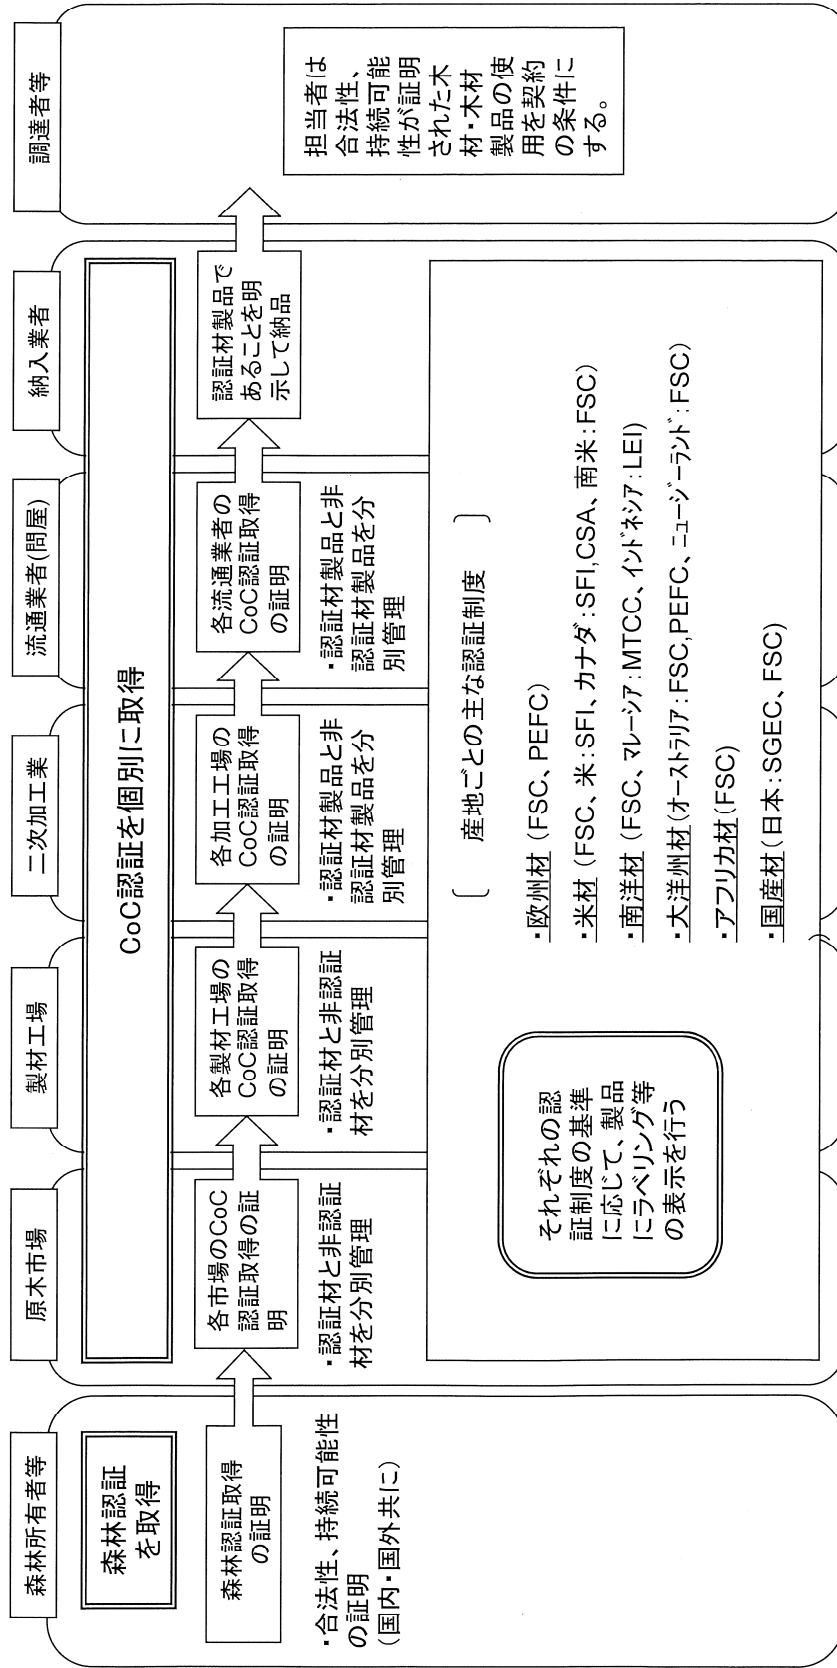 森林所有者等
森林認証
を取得
森林認証取得
の証明
・合法性、持続可能性
の証明
(国内・国外共に)
原木市場
製材工場
二次加工業
流通業者(問屋)
納入業者
調達者等
CoC認証を個別に取得
各市場のCoC
認証取得の証
明
・認証材と非認証
材を分別管理
各製材工場の
CoC認証取得
の証明
・認証材と非認証
材を分別管理
各加工工場の
CoC認証取得
の証明
・認証材製品と非
認証材製品を分
別管理
各流通業者の
CoC認証取得
の証明
・認証材製品と非
認証材製品を分
別管理
認証材製品で
あることを明
示して納品
担当者は
合法性、
持続可能
性が証明
された木
材・木材
製品の使
用を契約
の条件に
する。
それぞれの認
証制度の基準
に応じて、製品
にラベリング等
の表示を行う
〔 産地ごとの主な認証制度 〕
・欧州材 (FSC、PEFC)
・米材 (FSC、米:SFI、カナダ:SFI,CSA、南米:FSC)
・南洋材 (FSC、マレーシア:MTCC、インドネシア:LEI)
・大洋州材(オーストラリア:FSC,PEFC、ニュージーランド:FSC)
・アフリカ材(FSC)
・国産材(日本:SGEC、FSC)